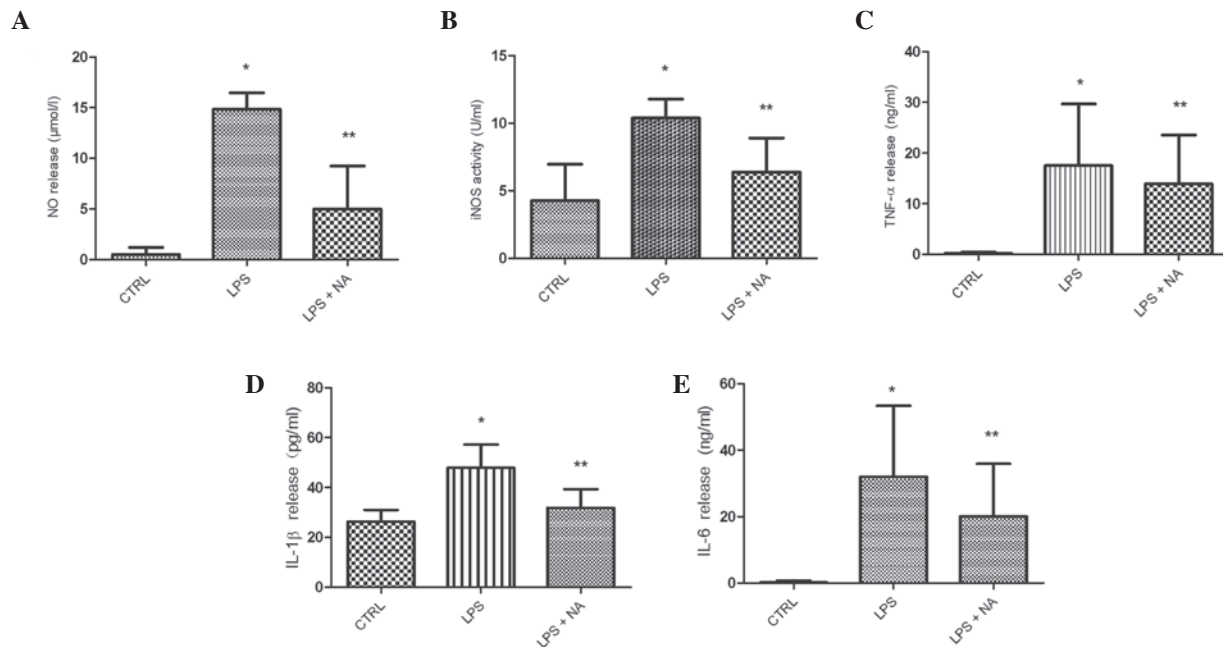 A
NO release (µmol/l)
20
15
10
5
0
*
**
CTRL
LPS
LPS + NA
B
iNOS activity (U/ml)
15
10
5
0
*
**
CTRL
LPS
LPS + NA
C
TNF-α release (ng/ml)
40
30
20
10
0
*
**
CTRL
LPS
LPS + NA
D
IL-1β release (pg/ml)
80
60
40
20
0
*
**
CTRL
LPS
LPS + NA
E
IL-6 release (ng/ml)
60
40
20
0
*
**
CTRL
LPS
LPS + NA